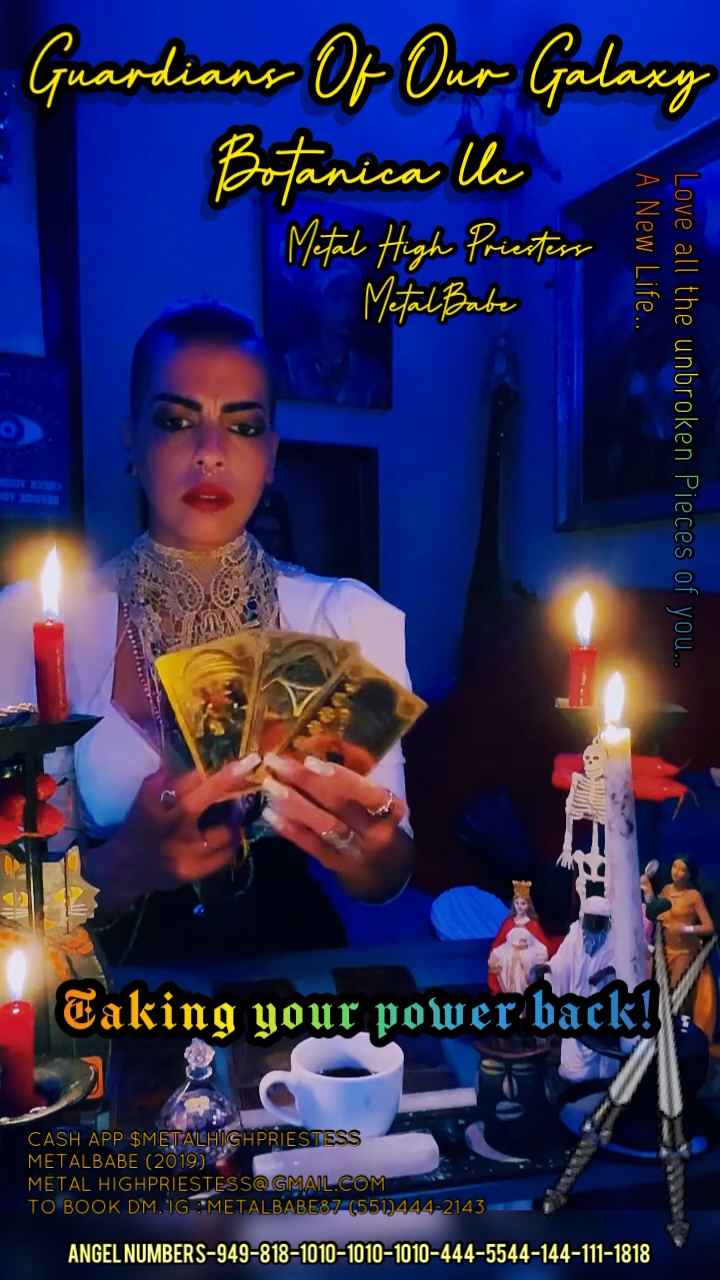 Guardians Of Our Galaxy
Botanica llc
Metal High Priestess
MetalBabe
Love all the unbroken Pieces of you..
A New Life..
Taking your power back!
CASH APP $METALHIGHPRIESTESS
METALBABE (2019)
METAL HIGHPRIESTESS@GMAIL.COM
TO BOOK DM. IG : METALBABE87 (551)444-2143
ANGEL NUMBERS-949-818-1010-1010-1010-444-5544-144-111-1818